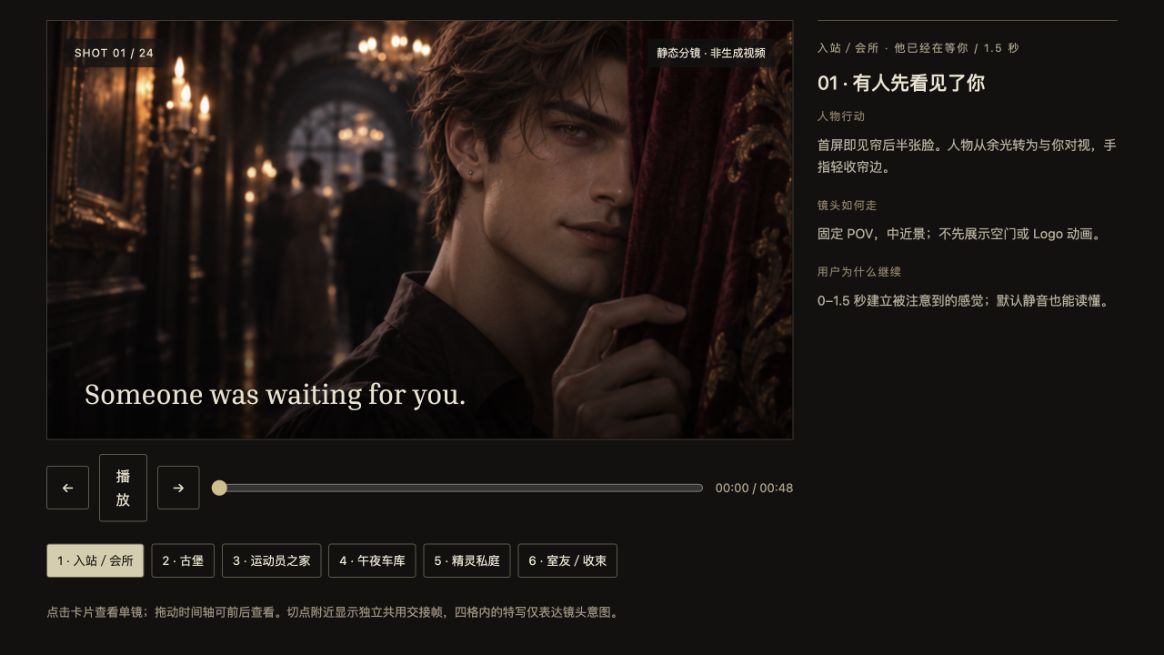 SHOT 01 / 24
静态分镜 · 非生成视频
Someone was waiting for you.
←
播
放
→
00:00 / 00:48
1 · 入站 / 会所
2 · 古堡
3 · 运动员之家
4 · 午夜车库
5 · 精灵私庭
6 · 室友 / 收束
点击卡片查看单镜；拖动时间轴可前后查看。切点附近显示独立共用交接帧，四格内的特写仅表达镜头意图。
入站 / 会所 · 他已经在等你 / 1.5 秒
01 · 有人先看见了你
人物行动
首屏即见帘后半张脸。人物从余光转为与你对视，手
指轻收帘边。
镜头如何走
固定 POV，中近景；不先展示空门或 Logo 动画。
用户为什么继续
0–1.5 秒建立被注意到的感觉；默认静音也能读懂。